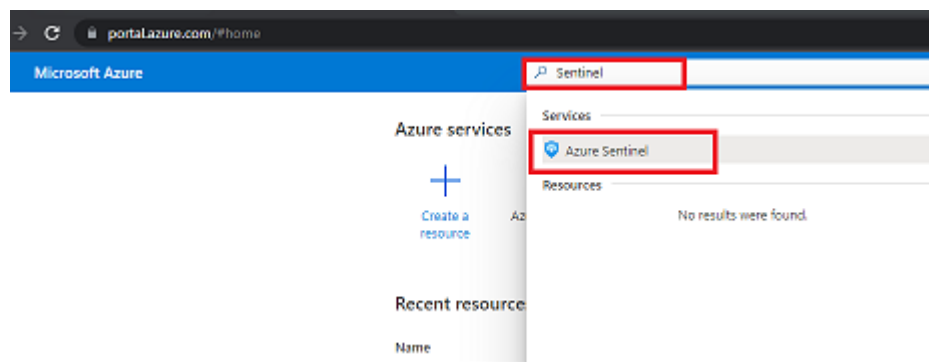 portal.azure.com/#home
Microsoft Azure
Sentinel
Services
Azure services
Azure Sentinel
Resources
Create a resource
Az
No results were found.
Recent resource
Name